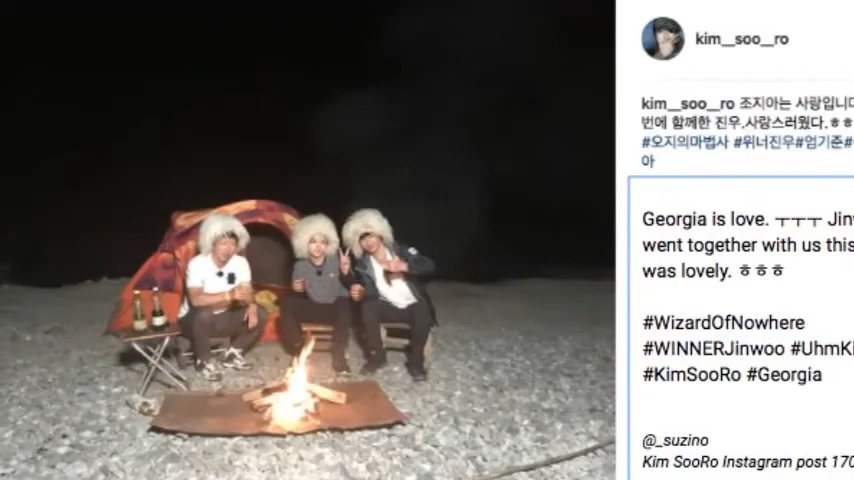 kim__soo__ro
kim__soo__ro 조지아는 사랑입니다
번에 함께한 진우.사랑스러웠다.ㅎㅎ
#오지의마법사 #위너진우#엄기준#
아
Georgia is love. ㅜㅜㅜ
went together with us this
was lovely. ㅎㅎㅎ
#WizardOfNowhere
#WINNERJinwoo
#KimSooRo #Georgia
@_suzino
Kim SooRo Instagram post 170